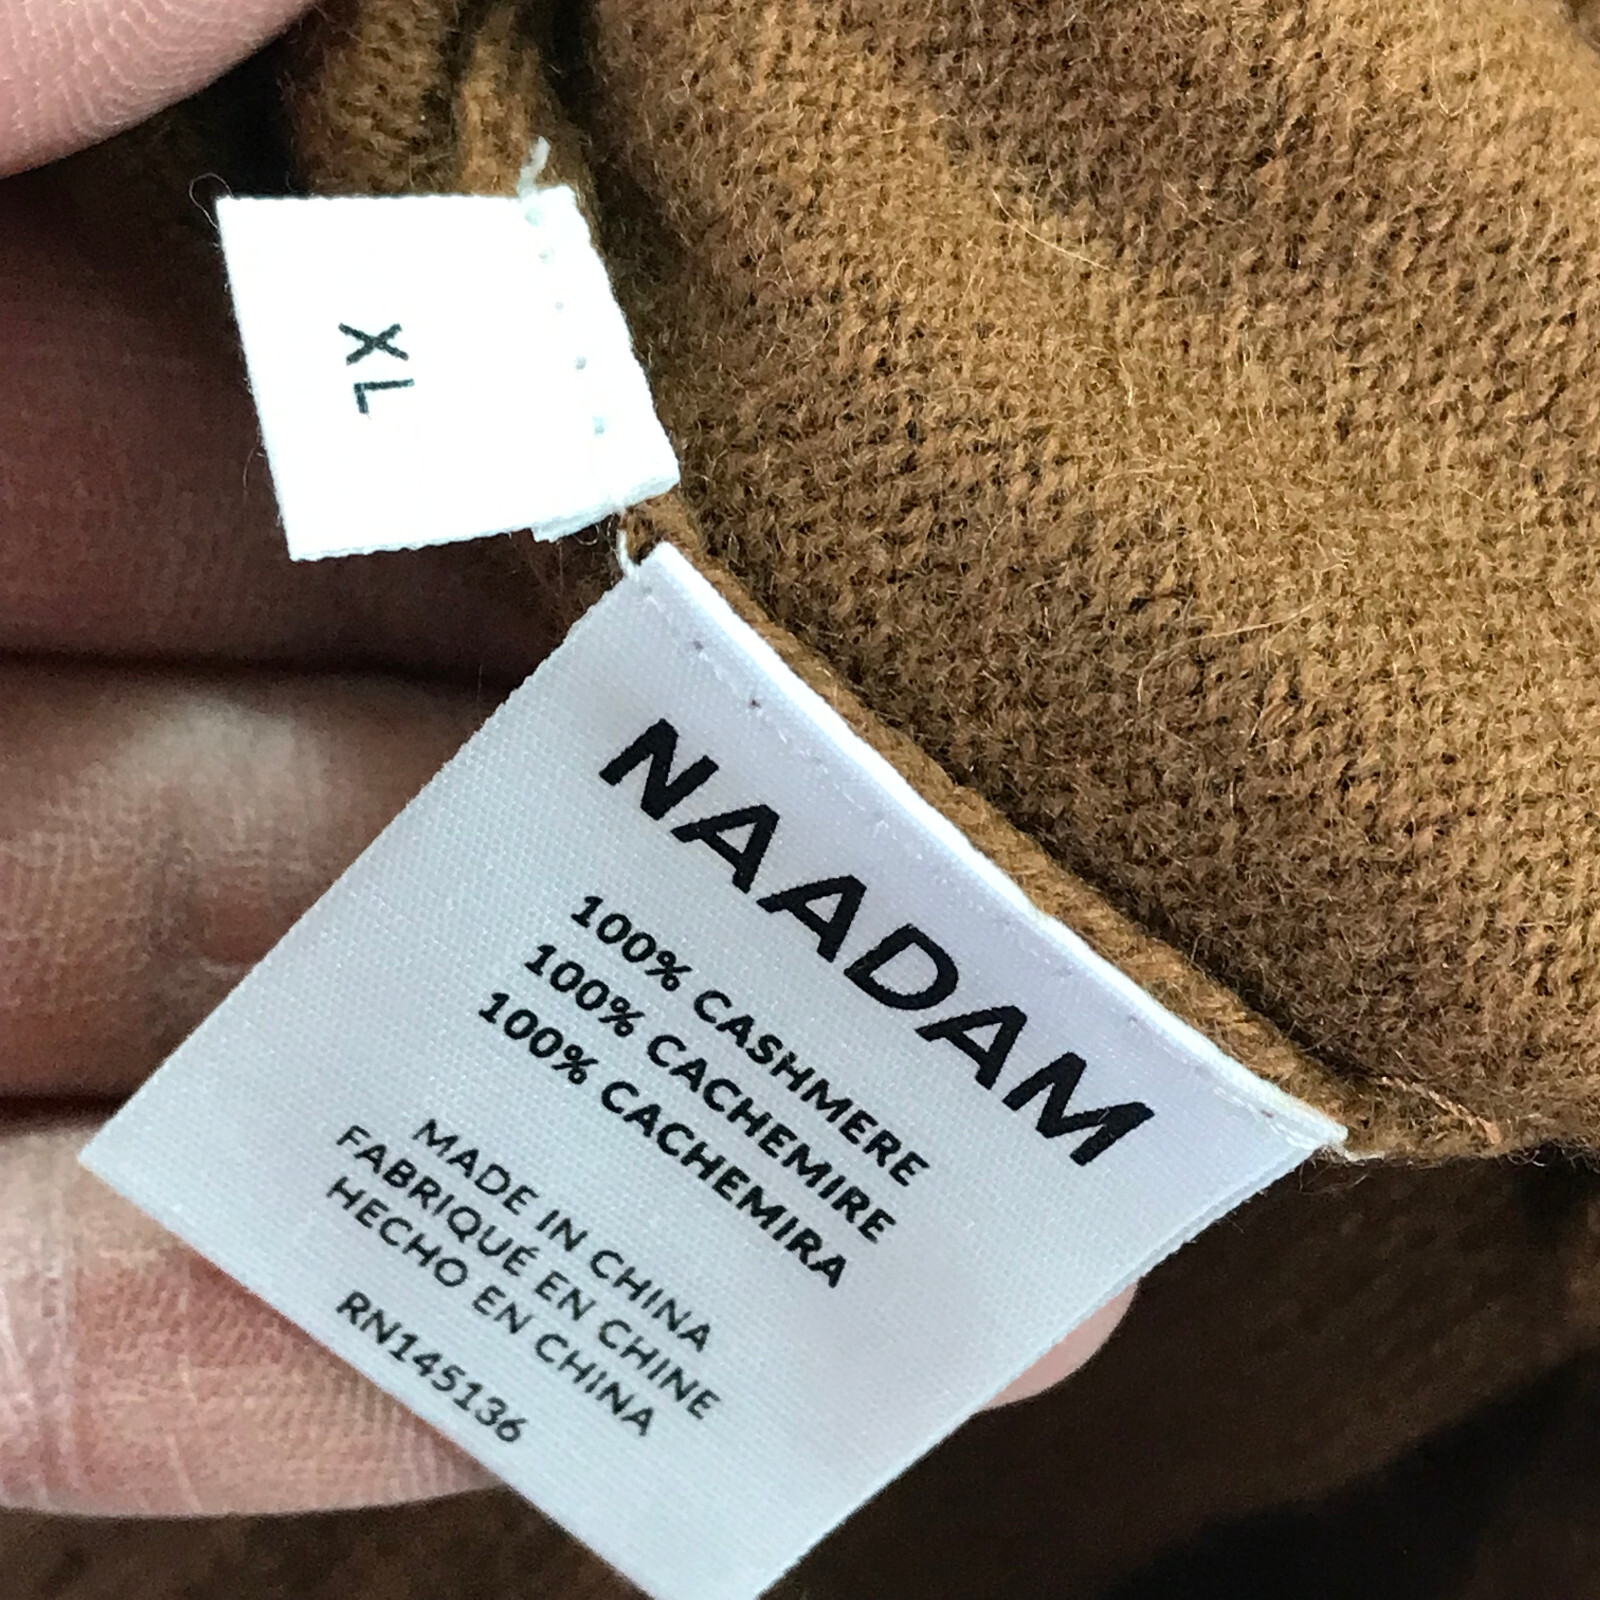 XL
NAADAM
100% CASHMERE
100% CACHEMIRE
100% CACHEMIRA
MADE IN CHINA
FABRIQUÉ EN CHINE
HECHO EN CHINA
RN145136